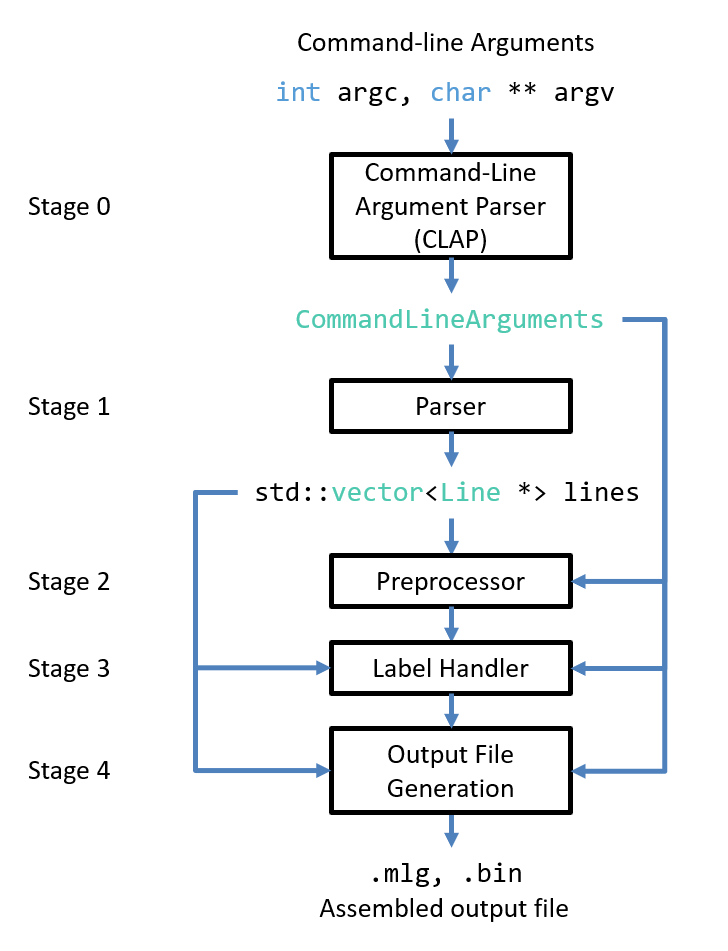 Command-line Arguments
int argc, char ** argv
Stage 0
Command-Line
Argument Parser
(CLAP)
CommandLineArguments
Stage 1
Parser
std::vector<Line *> lines
Stage 2
Preprocessor
Stage 3
Label Handler
Stage 4
Output File
Generation
.mlg, .bin
Assembled output file